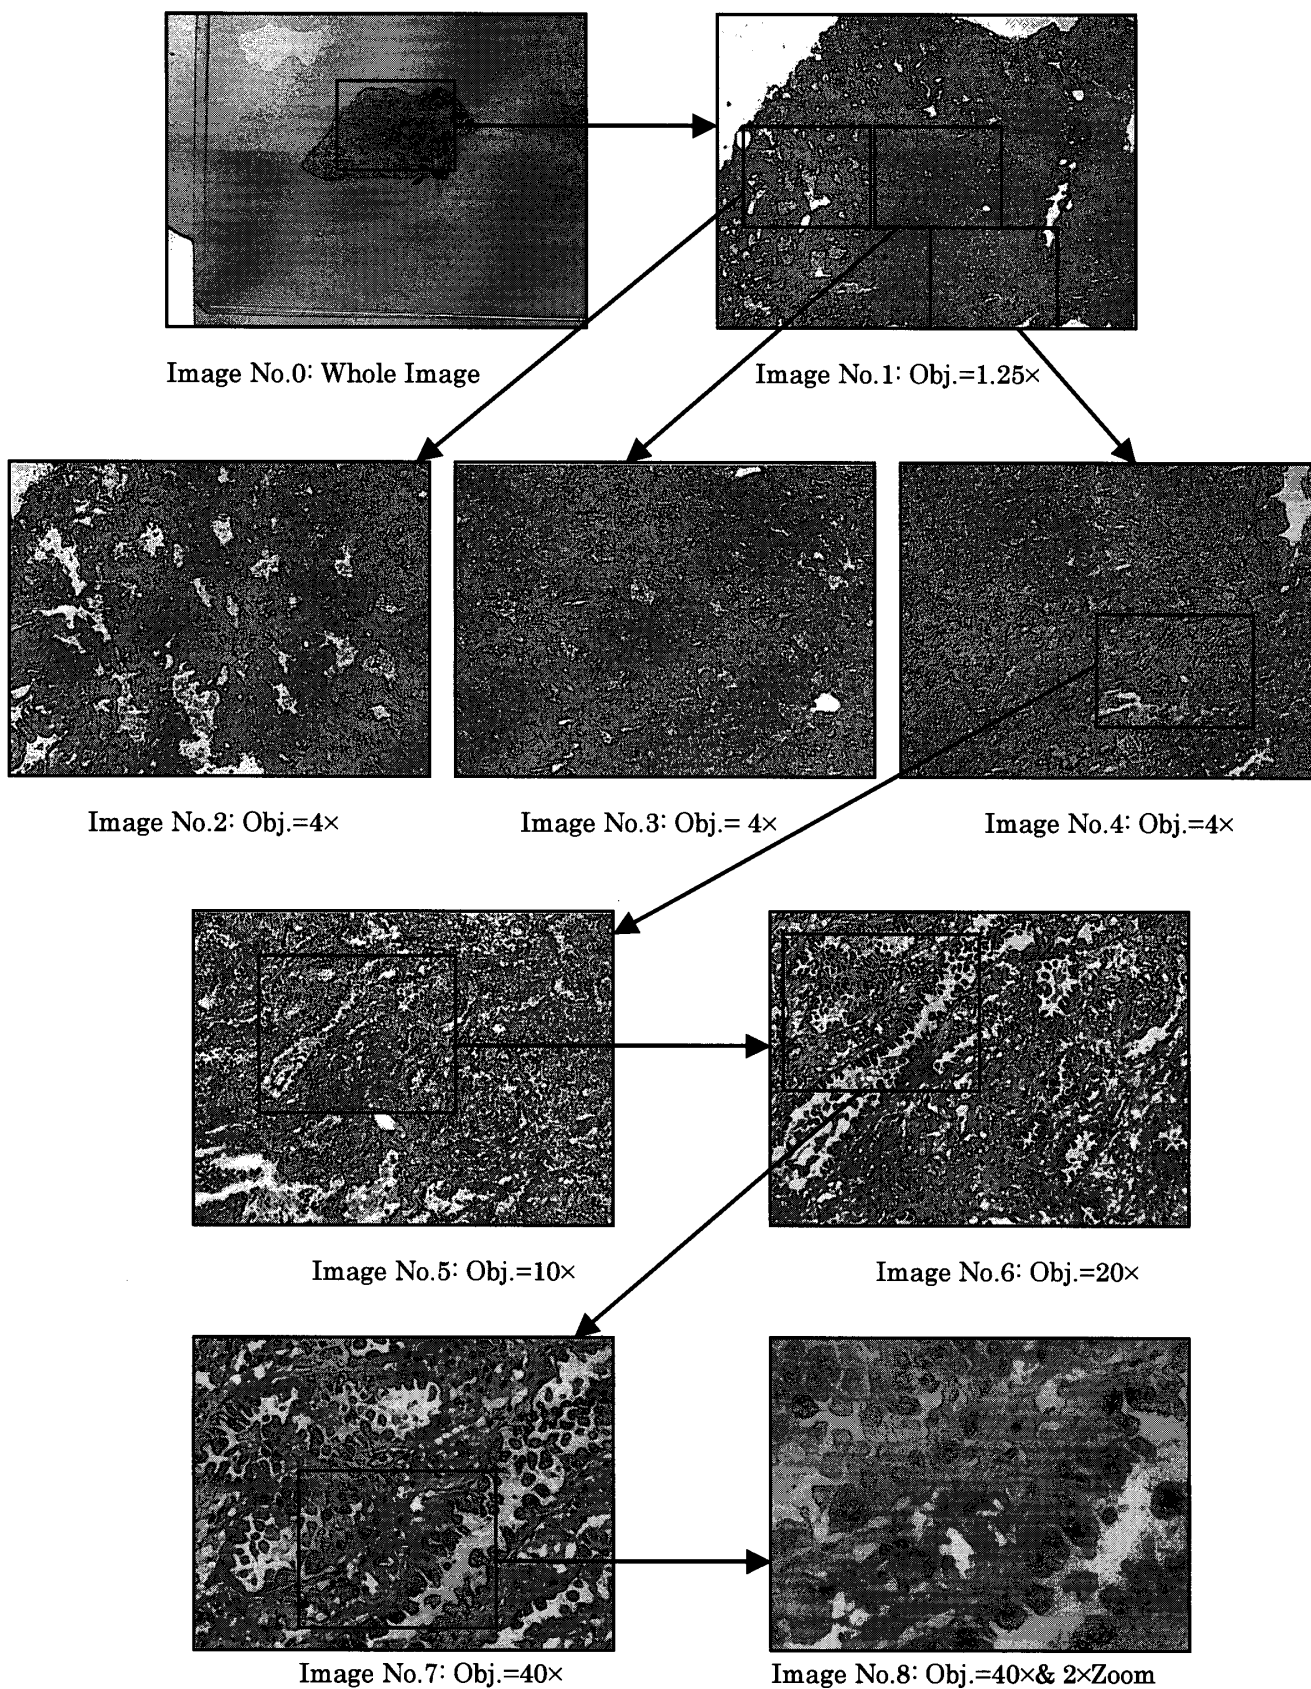 Image No.0: Whole Image
Image No.1: Obj.=1.25×
Image No.2: Obj.=4×
Image No.3: Obj.= 4×
Image No.4: Obj.=4×
Image No.5: Obj.=10×
Image No.6: Obj.=20×
Image No.7: Obj.=40×
Image No.8: Obj.=40×& 2×Zoom